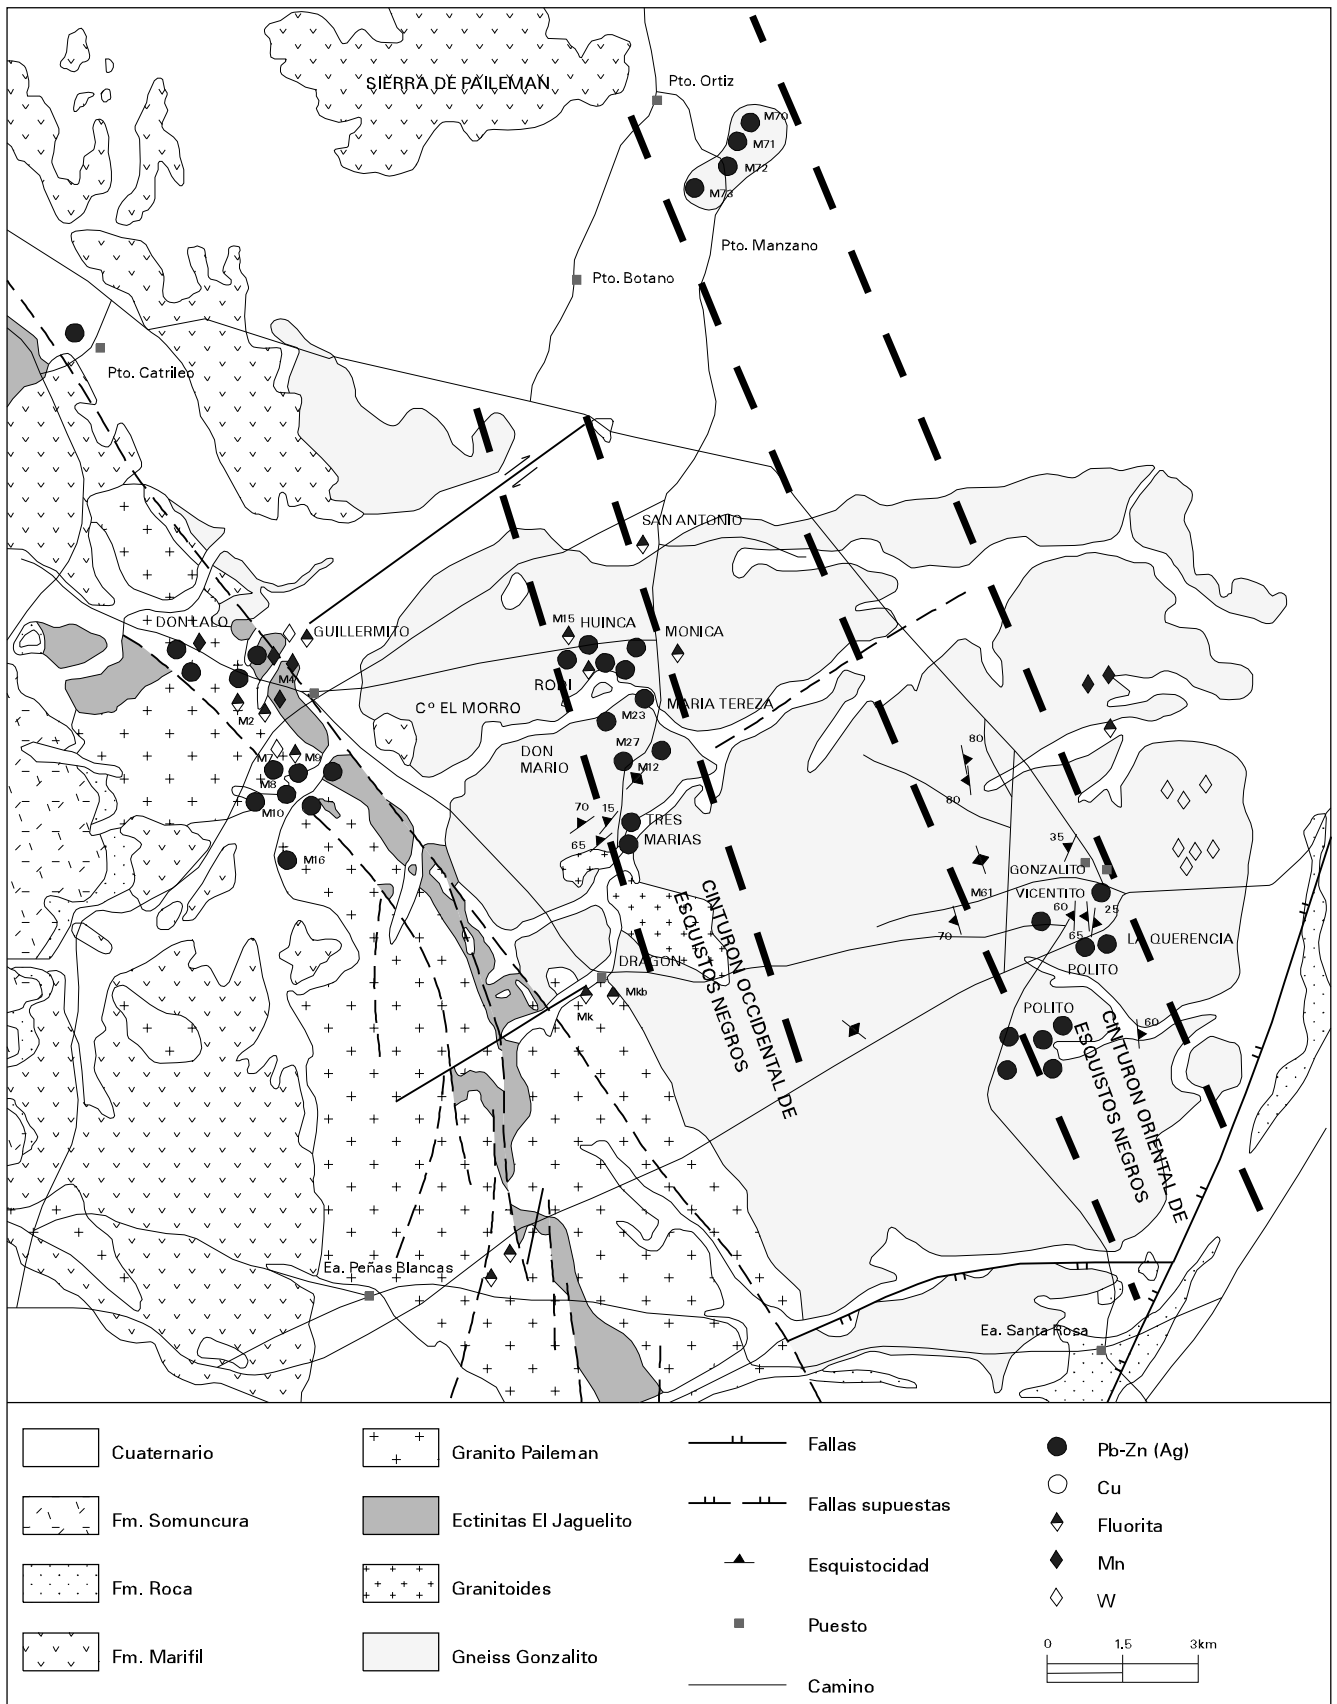 SIERRA DE PAILEMAN
Pto. Ortiz
M70
M71
M72
M73
Pto. Manzano
Pto. Botano
Pto. Catrileo
SAN ANTONIO
DON LALO
GUILLERMITO
M15
HUINCA
MONICA
M4
RODI
MARIA TEREZA
Cº EL MORRO
M2
M23
M27
DON
MARIO
M12
M7
M9
M8
M10
M16
70
15
65
TRES
MARIAS
80
80
35
GONZALITO
M61
VICENTITO
60
25
70
65
LA QUERENCIA
POLITO
CINTURON OCCIDENTAL DE
ESQUISTOS NEGROS
DRAGON
Mk
Mkb
POLITO
60
CINTURON ORIENTAL DE
ESQUISTOS NEGROS
Ea. Peñas Blancas
Ea. Santa Rosa
Cuaternario
Fm. Somuncura
Fm. Roca
Fm. Marifil
Granito Paileman
Ectinitas El Jaguelito
Granitoides
Gneiss Gonzalito
Fallas
Fallas supuestas
Esquistocidad
Puesto
Camino
Pb-Zn (Ag)
Cu
Fluorita
Mn
W
0 1.5 3km